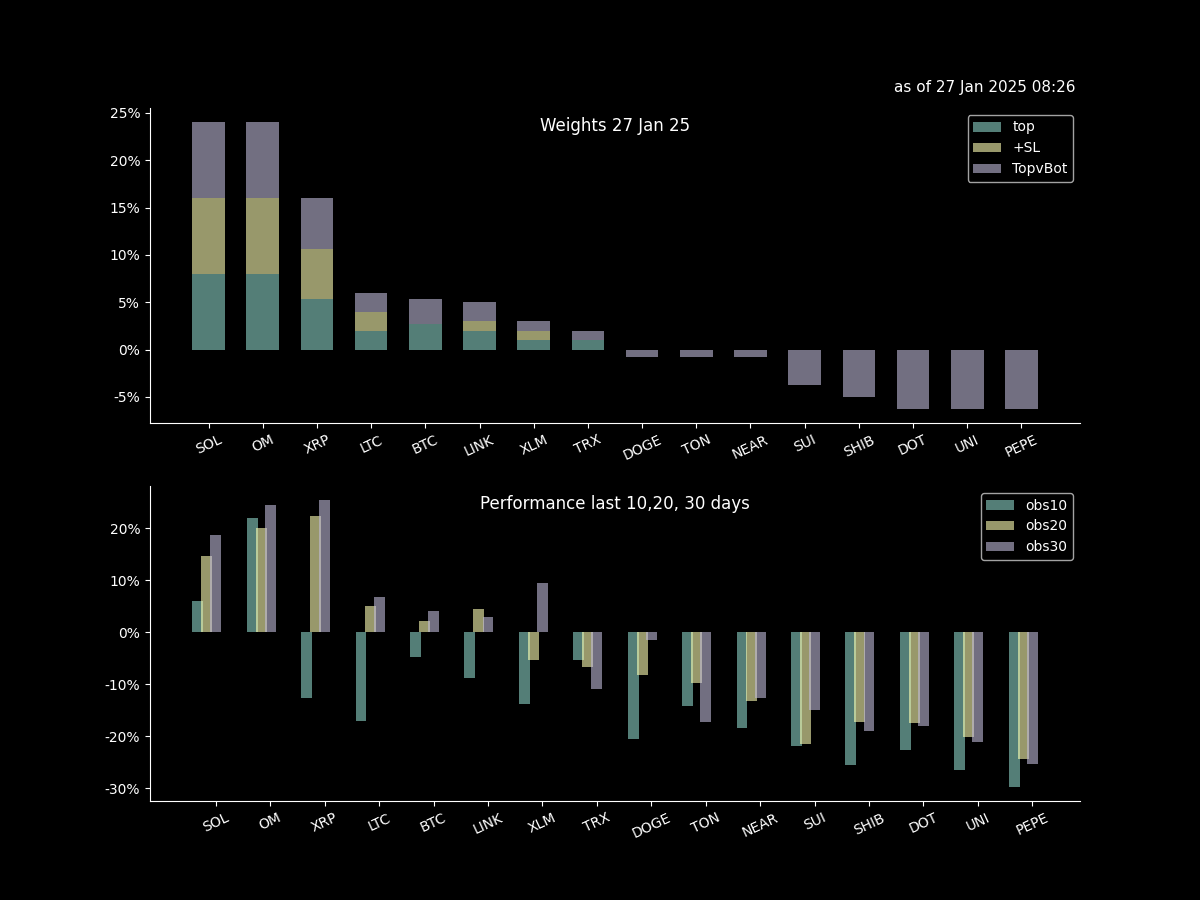 as of 27 Jan 2025 08:26
Weights 27 Jan 25
top
+SL
TopvBot
25%
20%
15%
10%
5%
0%
-5%
SOL OM XRP LTC BTC LINK XLM TRX DOGE TON NEAR SUI SHIB DOT UNI PEPE
Performance last 10,20, 30 days
obs10
obs20
obs30
20%
10%
0%
-10%
-20%
-30%
SOL OM XRP LTC BTC LINK XLM TRX DOGE TON NEAR SUI SHIB DOT UNI PEPE